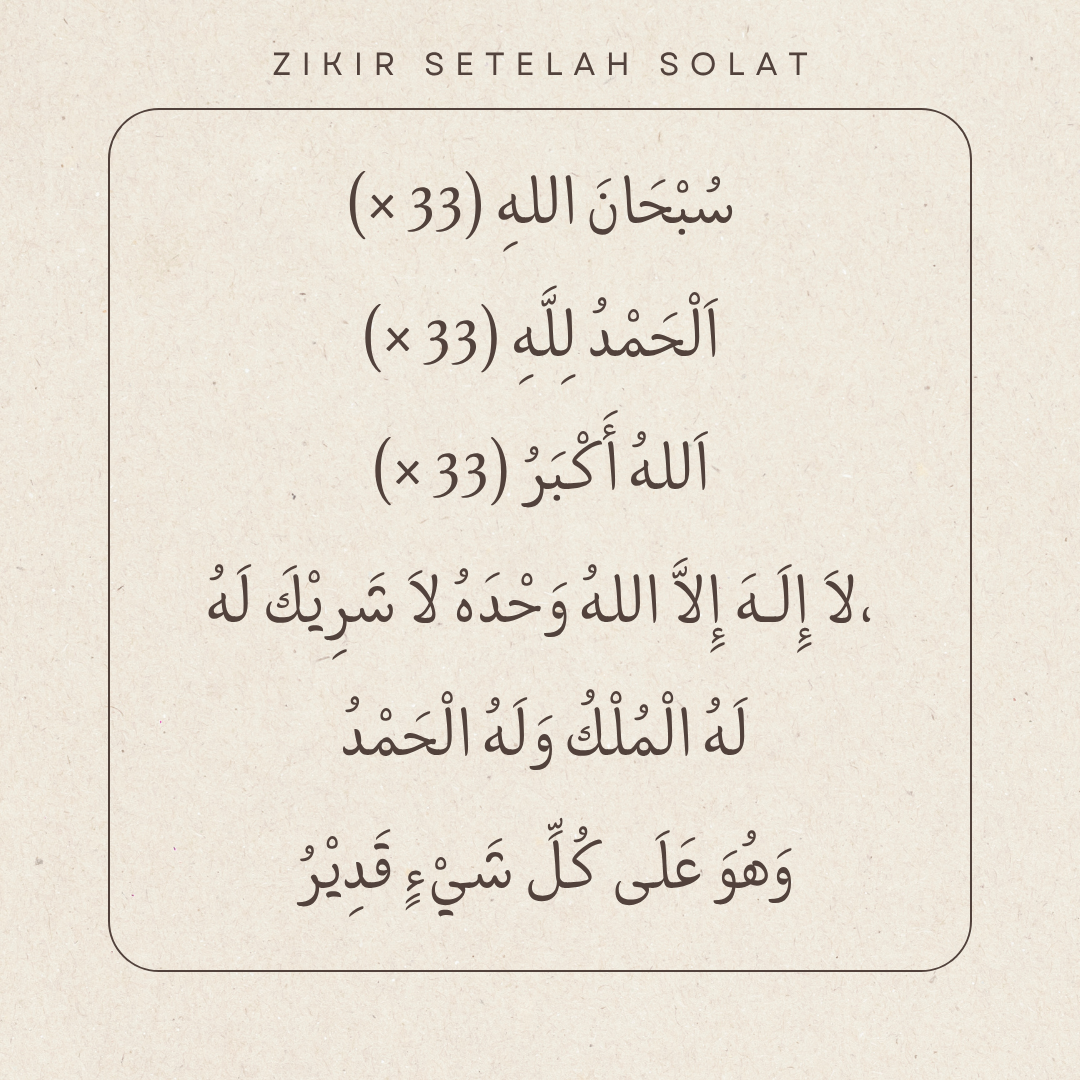 ZIKIR SETELAH SOLAT
سُبْحَانَ اللهِ (33 ×)
اَلْحَمْدُ لِلَّهِ (33 ×)
اَللهُ أَكْبَرُ (33 ×)
،لاَ إِلَـهَ إِلاَّ اللهُ وَحْدَهُ لاَ شَرِيْكَ لَهُ
لَهُ الْمُلْكُ وَلَهُ الْحَمْدُ
وَهُوَ عَلَى كُلِّ شَيْءٍ قَدِيْرُ